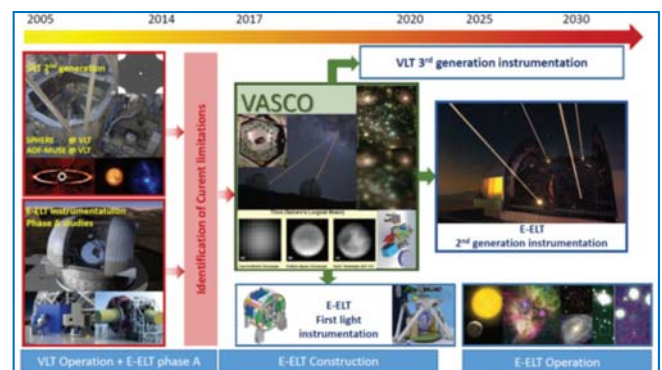 2005 2014 2017 2020 2025 2030
VLT 2nd generation
SPHERE @ VLT
AOF-MUSE @ VLT
E-ELT instrumentation
Phase A studies
Identification of Curent limitations
VASCO
VLT 3rd generation instrumentation
E-ELT
2nd generation instrumentation
E-ELT
First light
instrumentation
VLT Operation + E-ELT phase A
E-ELT Construction
E-ELT Operation